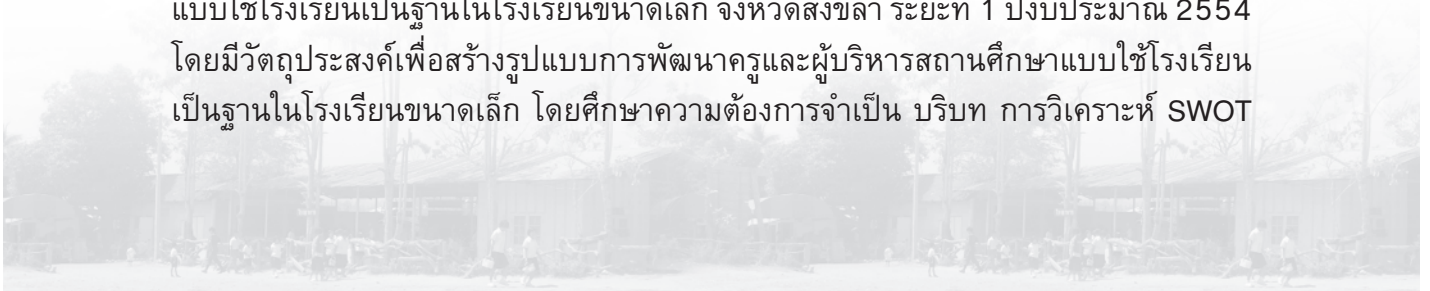 แบบใช้โรงเรียนเป็นฐานในโรงเรียนขนาดเล็ก จังหวัดสงขลา ระยะที่ 1 ปีงบประมาณ 2554
โดยมีวัตถุประสงค์เพื่อสร้างรูปแบบการพัฒนาครูและผู้บริหารสถานศึกษาแบบใช้โรงเรียน
เป็นฐานในโรงเรียนขนาดเล็ก โดยศึกษาความต้องการจำเป็น บริบท การวิเคราะห์ SWOT